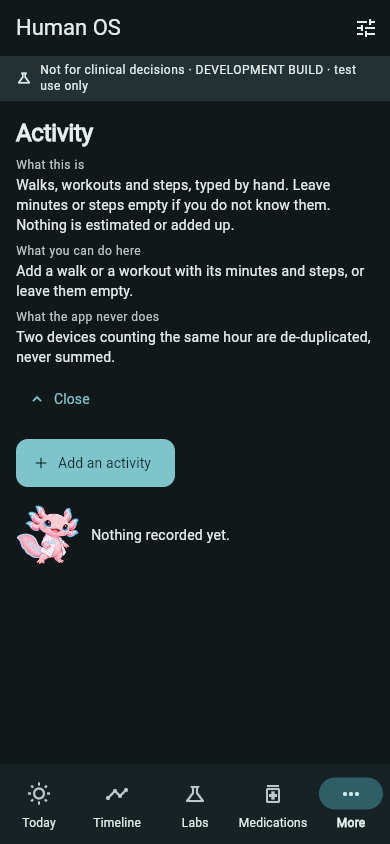 Human OS
Not for clinical decisions · DEVELOPMENT BUILD · test
use only
Activity
What this is
Walks, workouts and steps, typed by hand. Leave
minutes or steps empty if you do not know them.
Nothing is estimated or added up.
What you can do here
Add a walk or a workout with its minutes and steps, or
leave them empty.
What the app never does
Two devices counting the same hour are de-duplicated,
never summed.
Close
Add an activity
Nothing recorded yet.
Today
Timeline
Labs
Medications
More